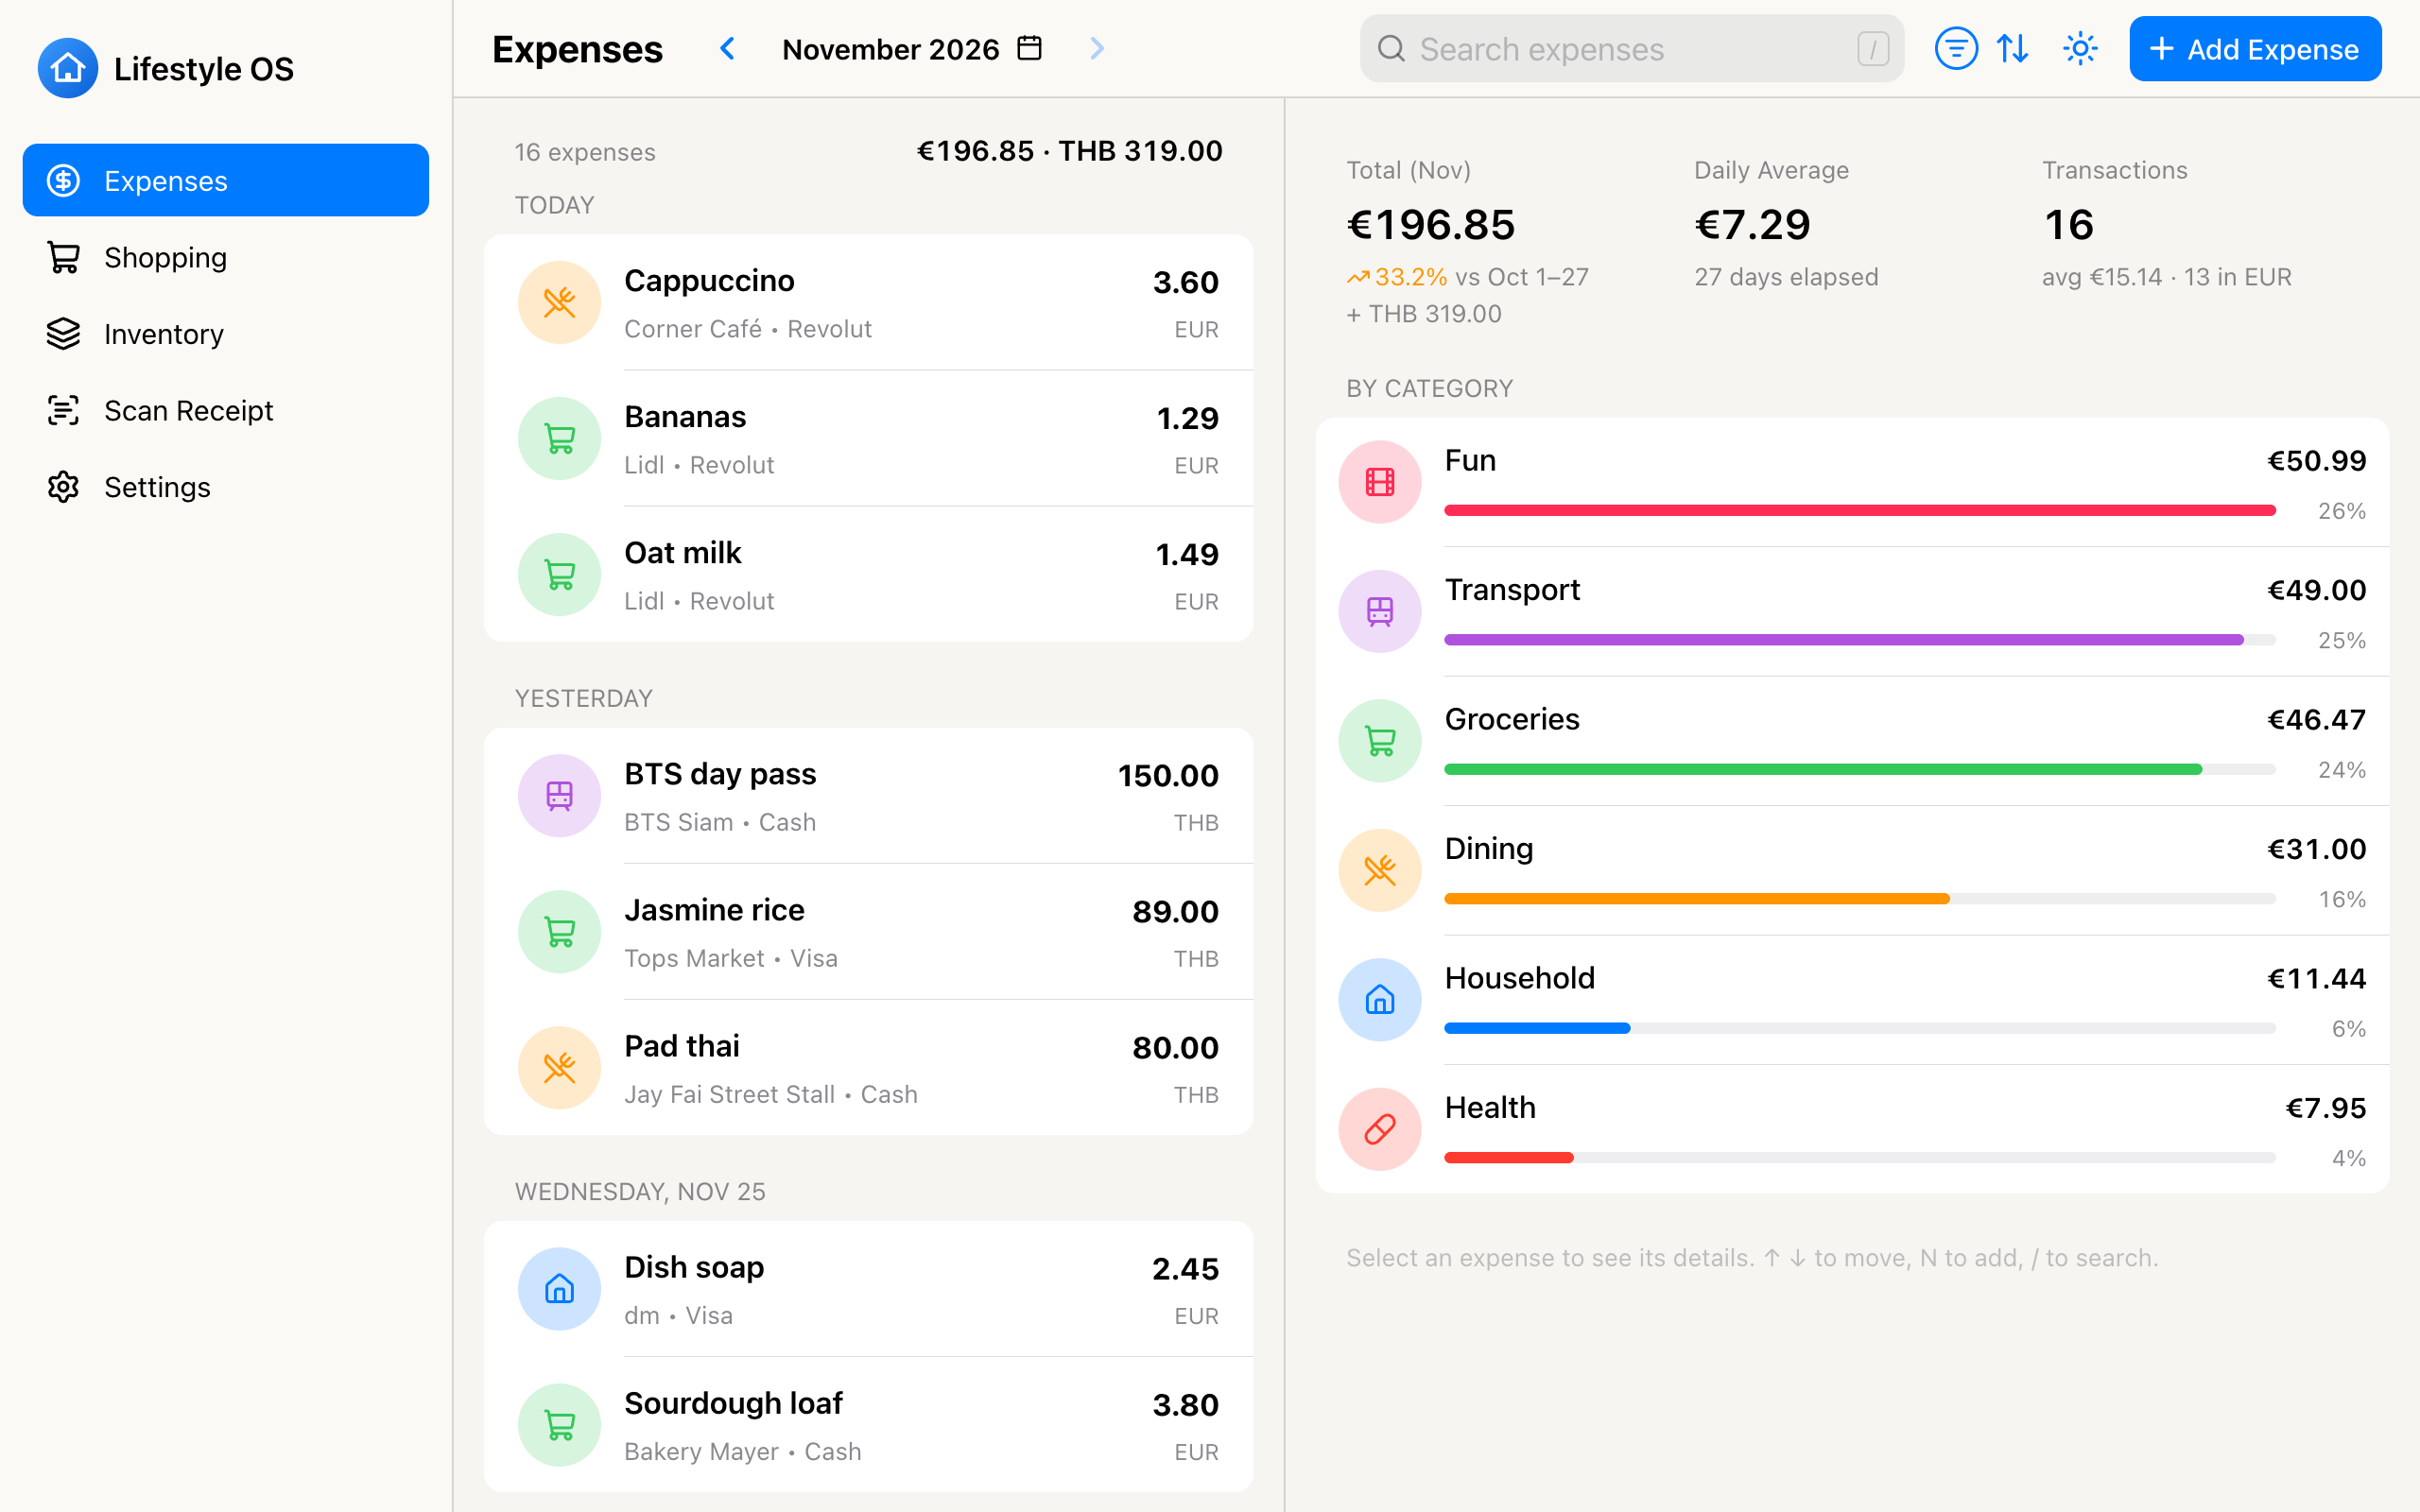 Lifestyle OS
Expenses
Shopping
Inventory
Scan Receipt
Settings
Expenses
November 2026
Search expenses /
Add Expense
16 expenses €196.85 · THB 319.00
TODAY
Cappuccino 3.60
Corner Café • Revolut EUR
Bananas 1.29
Lidl • Revolut EUR
Oat milk 1.49
Lidl • Revolut EUR
YESTERDAY
BTS day pass 150.00
BTS Siam • Cash THB
Jasmine rice 89.00
Tops Market • Visa THB
Pad thai 80.00
Jay Fai Street Stall • Cash THB
WEDNESDAY, NOV 25
Dish soap 2.45
dm • Visa EUR
Sourdough loaf 3.80
Bakery Mayer • Cash EUR
Total (Nov)
€196.85
33.2% vs Oct 1–27
+ THB 319.00
Daily Average
€7.29
27 days elapsed
Transactions
16
avg €15.14 · 13 in EUR
BY CATEGORY
Fun €50.99
26%
Transport €49.00
25%
Groceries €46.47
24%
Dining €31.00
16%
Household €11.44
6%
Health €7.95
4%
Select an expense to see its details. ↑ ↓ to move, N to add, / to search.